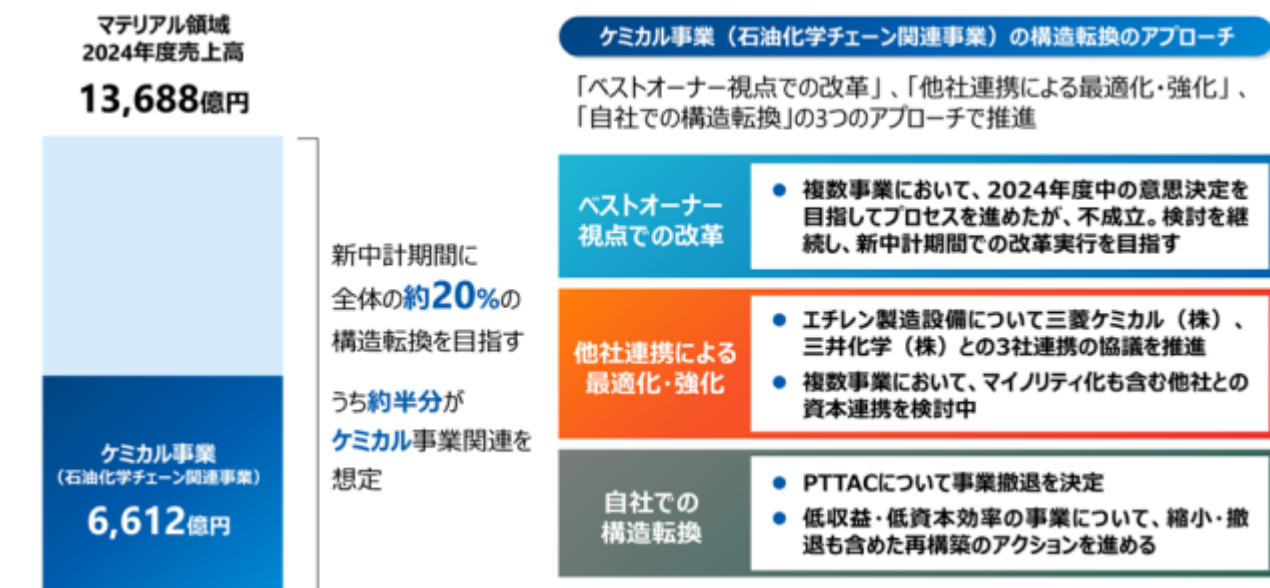 マテリアル領域
2024年度売上高
13,688億円
ケミカル事業
（石油化学チェーン関連事業）
6,612億円
新中計期間に
全体の約20%の
構造転換を目指す
うち約半分が
ケミカル事業関連を
想定
ケミカル事業（石油化学チェーン関連事業）の構造転換のアプローチ
「ベストオーナー視点での改革」、「他社連携による最適化・強化」、
「自社での構造転換」の3つのアプローチで推進
ベストオーナー
視点での改革
● 複数事業において、2024年度中の意思決定を
目指してプロセスを進めたが、不成立。検討を継
続し、新中計期間での改革実行を目指す
他社連携による
最適化・強化
● エチレン製造設備について三菱ケミカル（株）、
三井化学（株）との3社連携の協議を推進
● 複数事業において、マイノリティ化も含む他社との
資本連携を検討中
自社での
構造転換
● PTTACについて事業撤退を決定
● 低収益・低資本効率の事業について、縮小・撤
退も含めた再構築のアクションを進める